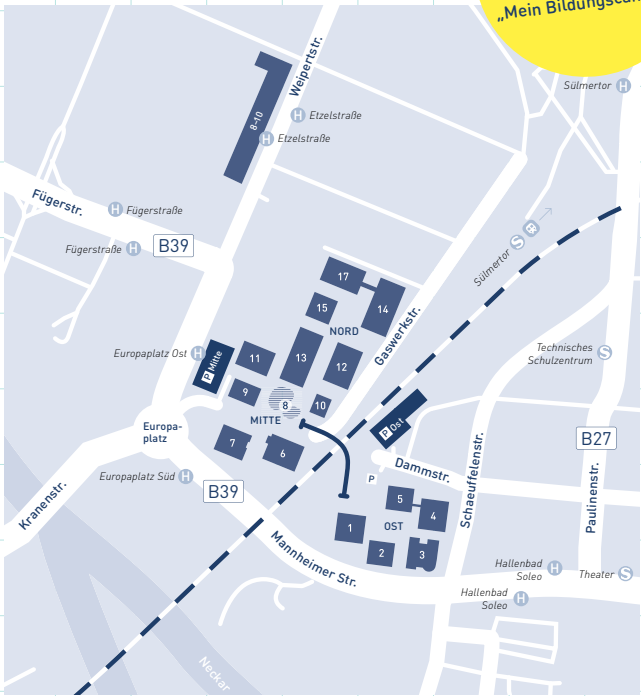 „Mein Bildungscam
Sülmertor H
Weipertstr.
H Etzelstraße
8-10
H Etzelstraße
Fügerstr.
H Fügerstraße
Fügerstraße H
B39
S
Sülmertor
17
15
14
NORD
Gaswerkstr.
Europaplatz Ost H
P Mitte
11
13
12
Technisches
Schulzentrum H
9
8
10
MITTE
Europa-
platz
7
6
P Ost
B27
Dammstr.
P
Schaeuffelenstr.
Paulinenstr.
Europaplatz Süd H
B39
Kranenstr.
5
4
OST
1
2
3
Mannheimer Str.
Hallenbad
Soleo H
Theater S
Hallenbad
Soleo H
Neckar